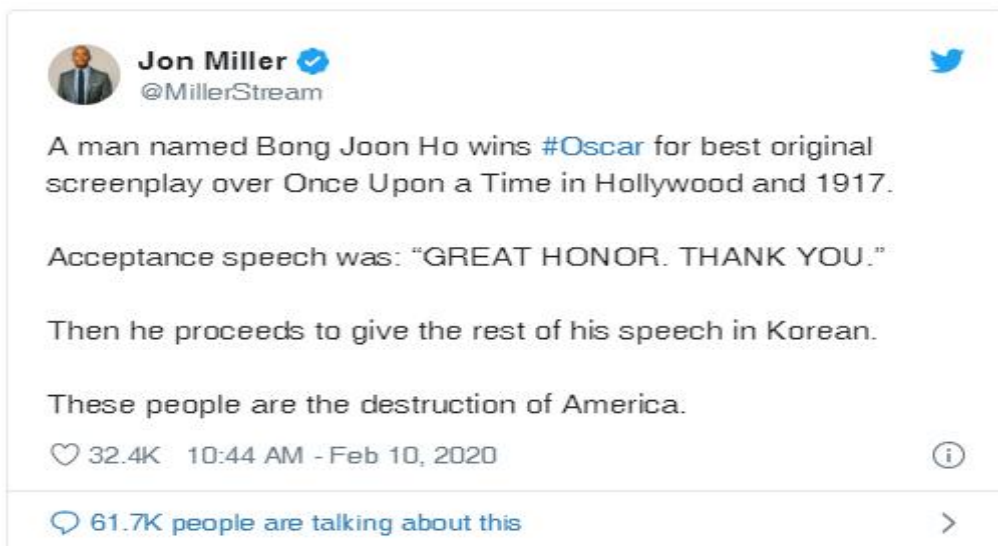 Jon Miller
@MillerStream
A man named Bong Joon Ho wins #Oscar for best original
screenplay over Once Upon a Time in Hollywood and 1917.
Acceptance speech was: “GREAT HONOR. THANK YOU.”
Then he proceeds to give the rest of his speech in Korean.
These people are the destruction of America.
32.4K 10:44 AM - Feb 10, 2020
61.7K people are talking about this